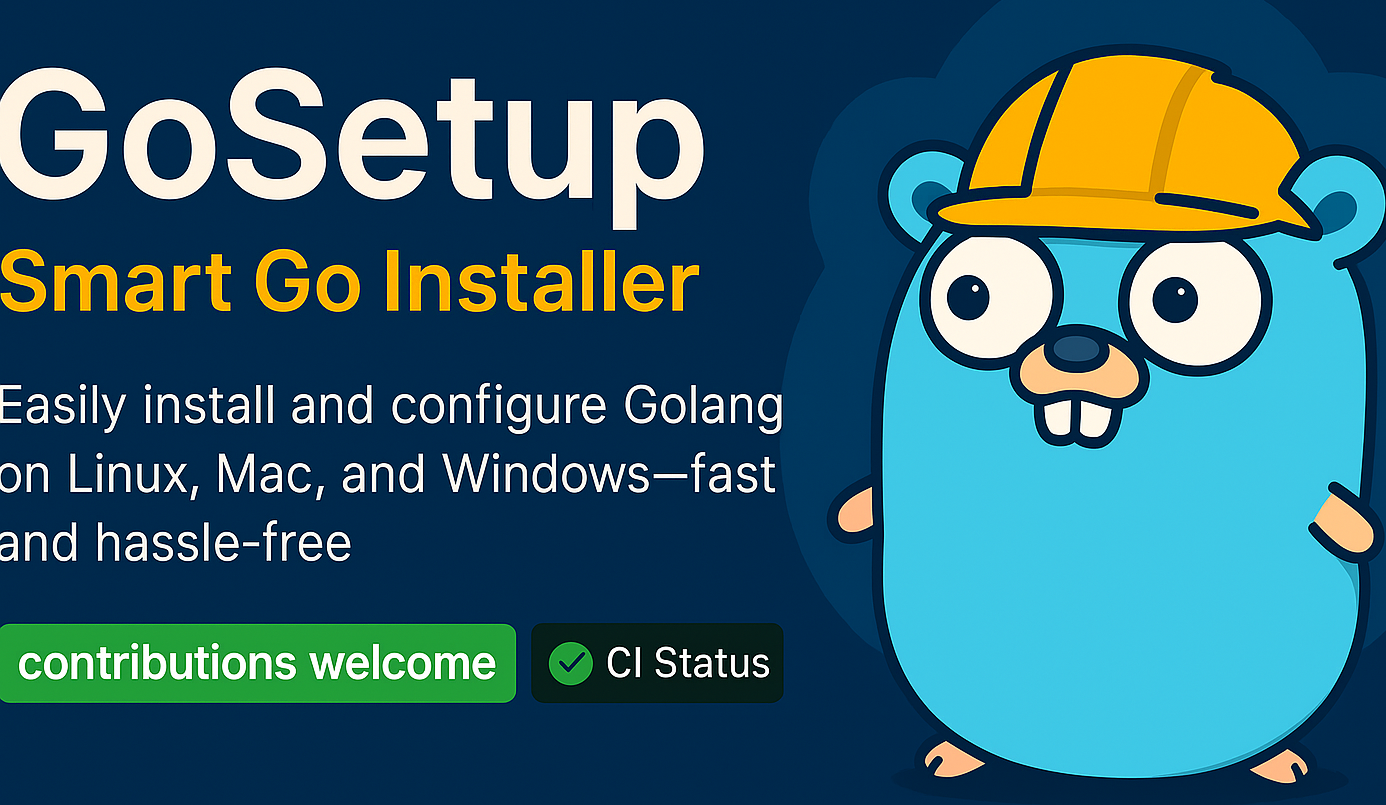 GoSetup
Smart Go Installer
Easily install and configure Golang
on Linux, Mac, and Windows—fast
and hassle-free
contributions welcome
CI Status